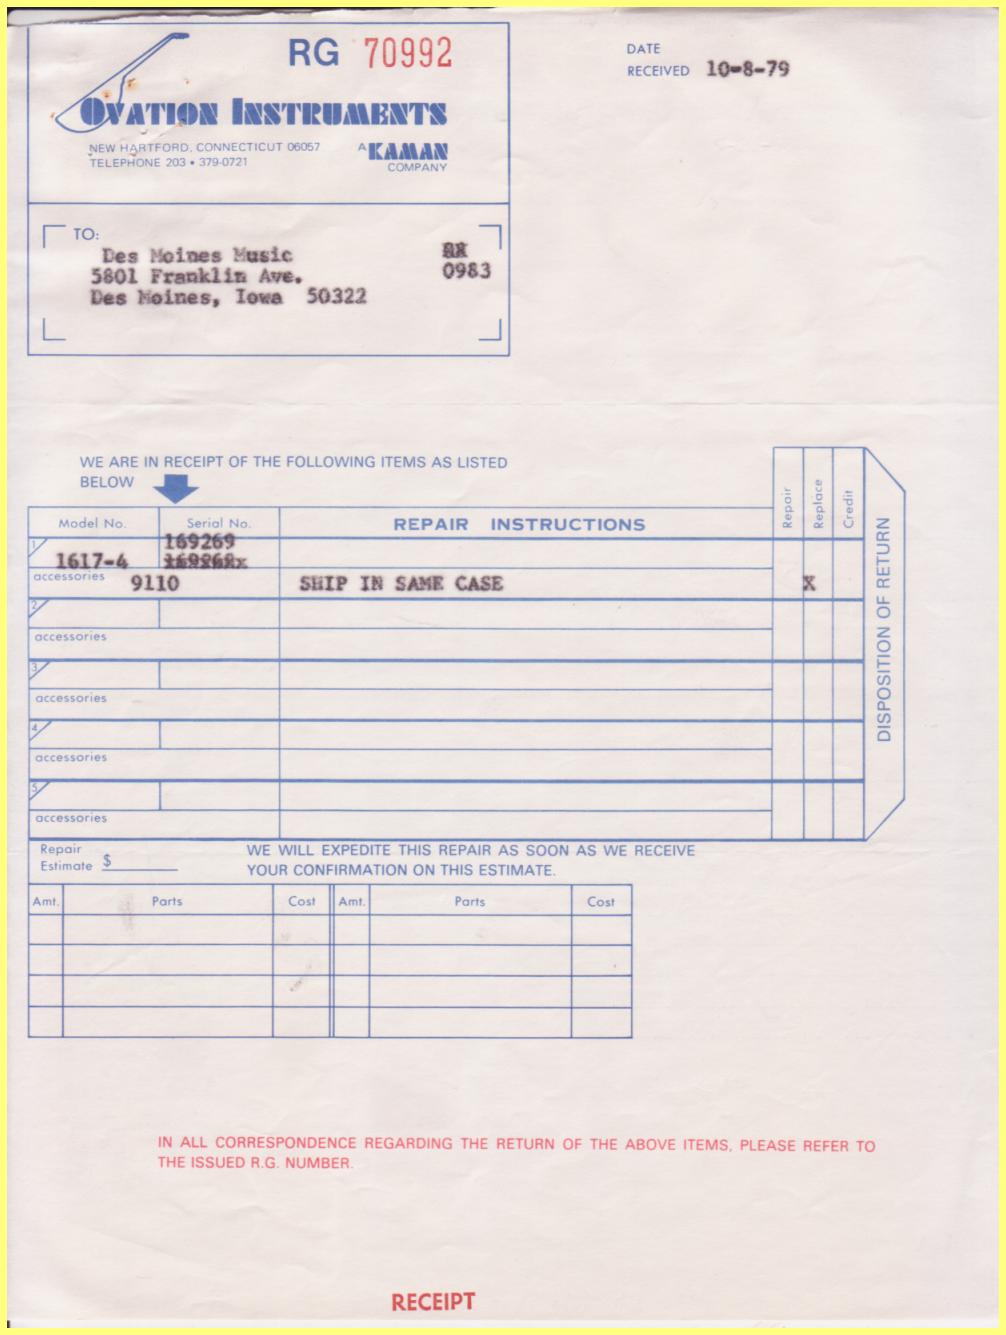 RG 70992
DATE
RECEIVED 10-8-79
OVATION INSTRUMENTS
NEW HARTFORD, CONNECTICUT 06057
TELEPHONE 203 • 379-0721
A KAMAN
COMPANY
TO:
Des Moines Music
5801 Franklin Ave. 0983
Des Moines, Iowa 50322
WE ARE IN RECEIPT OF THE FOLLOWING ITEMS AS LISTED
BELOW
Model No. Serial No. REPAIR INSTRUCTIONS Repair Replace Credit
DISPOSITION OF RETURN
1 169269
1617-4
accessories 9110 SHIP IN SAME CASE X
2
accessories
3
accessories
4
accessories
5
accessories
Repair
Estimate $
WE WILL EXPEDITE THIS REPAIR AS SOON AS WE RECEIVE
YOUR CONFIRMATION ON THIS ESTIMATE.
Amt. Parts Cost Amt. Parts Cost
IN ALL CORRESPONDENCE REGARDING THE RETURN OF THE ABOVE ITEMS, PLEASE REFER TO
THE ISSUED R.G. NUMBER.
RECEIPT